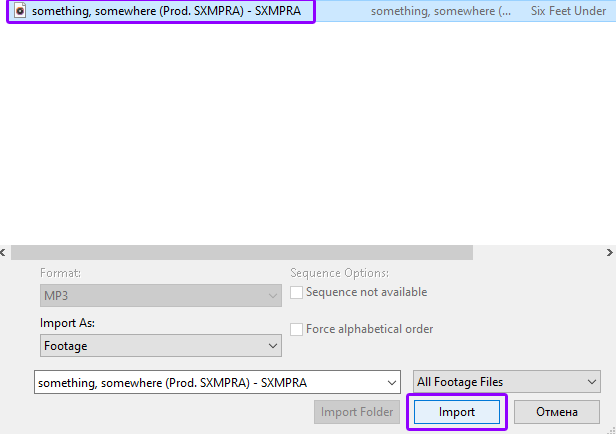 something, somewhere (Prod. SXMPRA) - SXMPRA something, somewhere (... Six Feet Under
Format: Sequence Options:
MP3 Sequence not available
Import As: Force alphabetical order
Footage
something, somewhere (Prod. SXMPRA) - SXMPRA All Footage Files
Import Folder Import Отмена